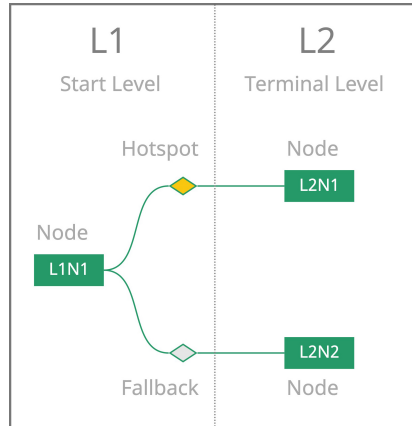 L1
L2
Start Level
Terminal Level
Hotspot
Node
L2N1
Node
L1N1
L2N2
Fallback
Node